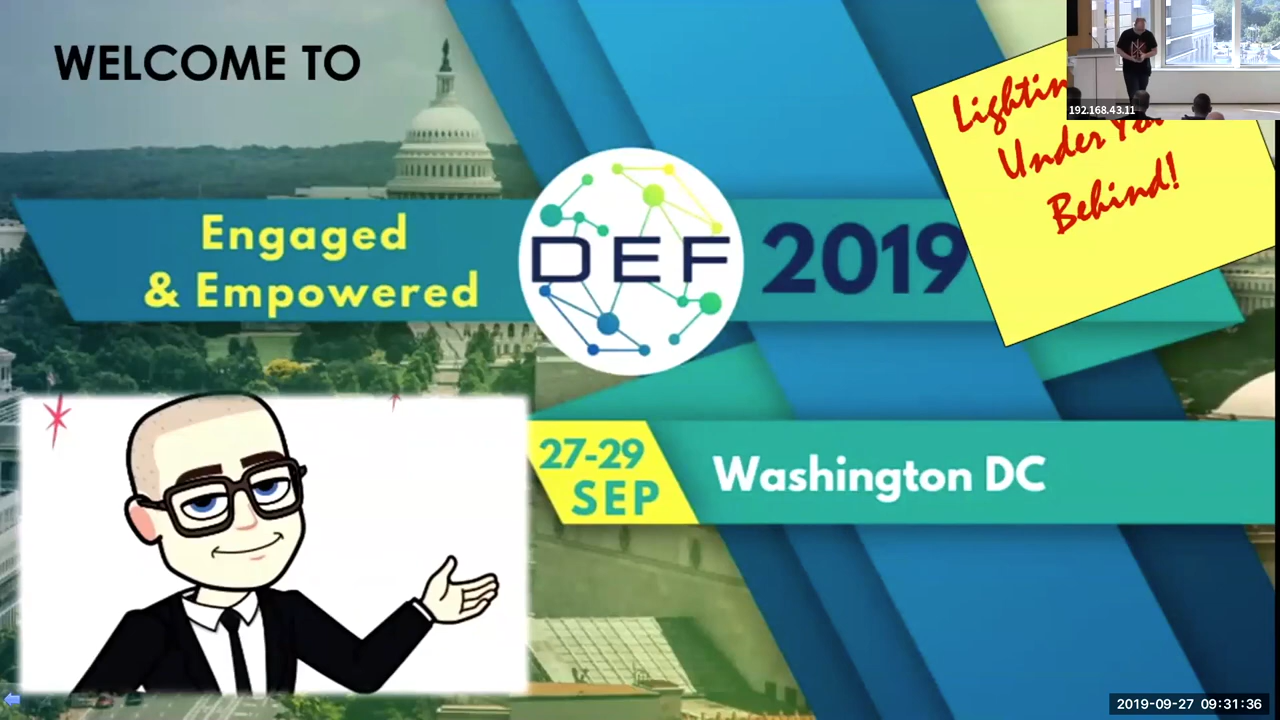 WELCOME TO
192.168.43.11
Under
Behind!
Engaged
& Empowered
DEF
2019
27-29
SEP
Washington DC
2019-09-27 09:31:36